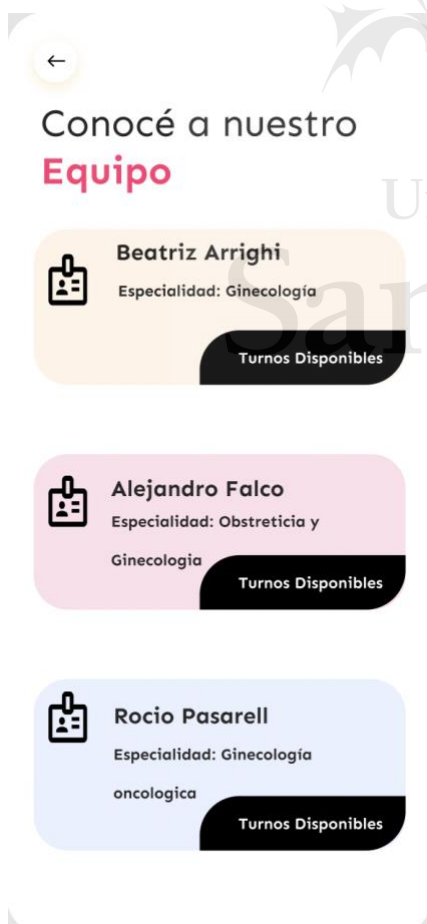 Conocé a nuestro
Equipo
Beatriz Arrighi
Especialidad: Ginecología
Turnos Disponibles
Alejandro Falco
Especialidad: Obstreticia y
Ginecologia
Turnos Disponibles
Rocio Pasarell
Especialidad: Ginecología
oncologica
Turnos Disponibles